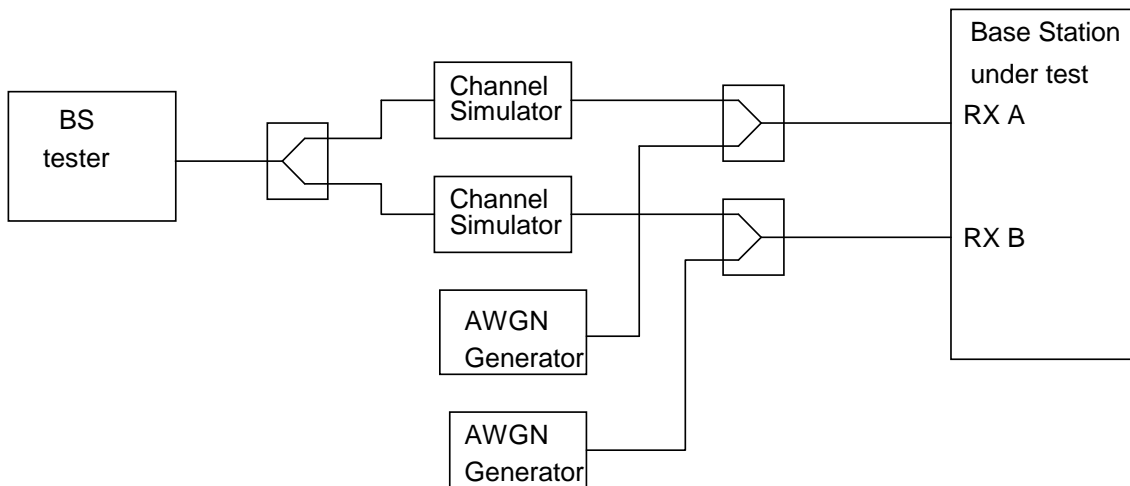 BS
tester
Channel
Simulator
Channel
Simulator
AWGN
Generator
AWGN
Generator
Base Station
under test
RX A
RX B